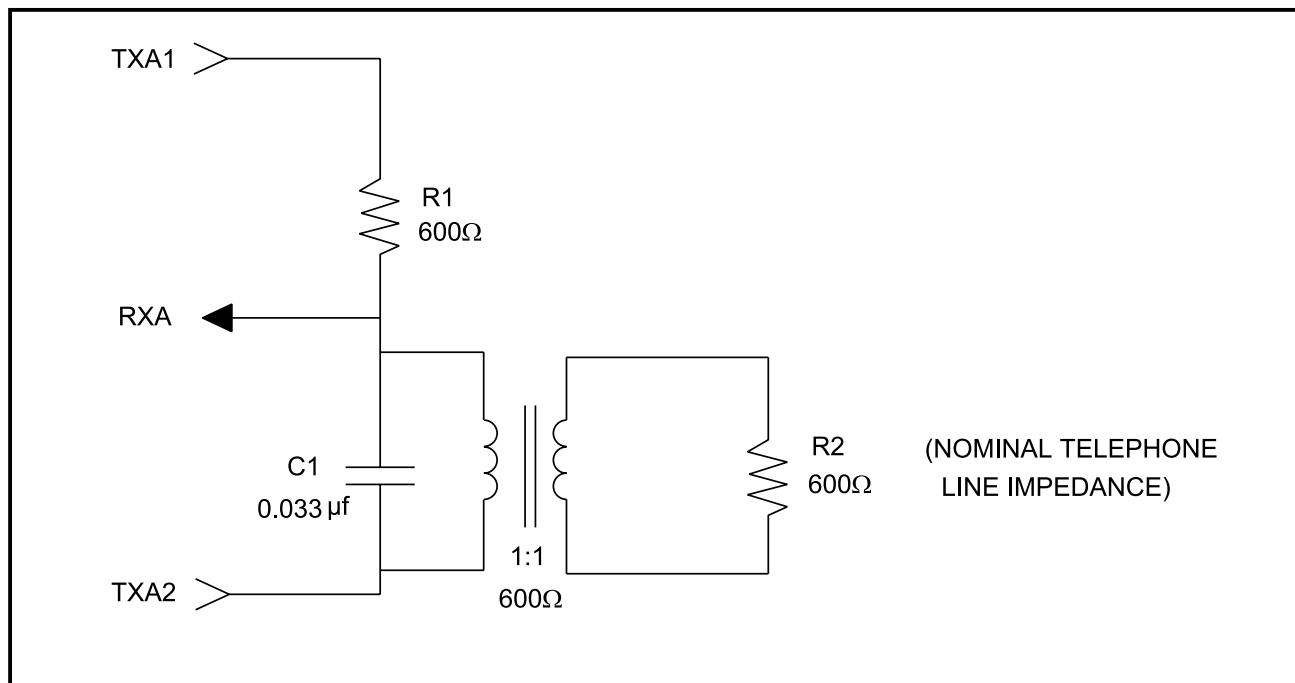 TXA1
R1
600Ω
RXA
C1
0.033 µf
R2
600Ω
(NOMINAL TELEPHONE
LINE IMPEDANCE)
1:1
600Ω
TXA2